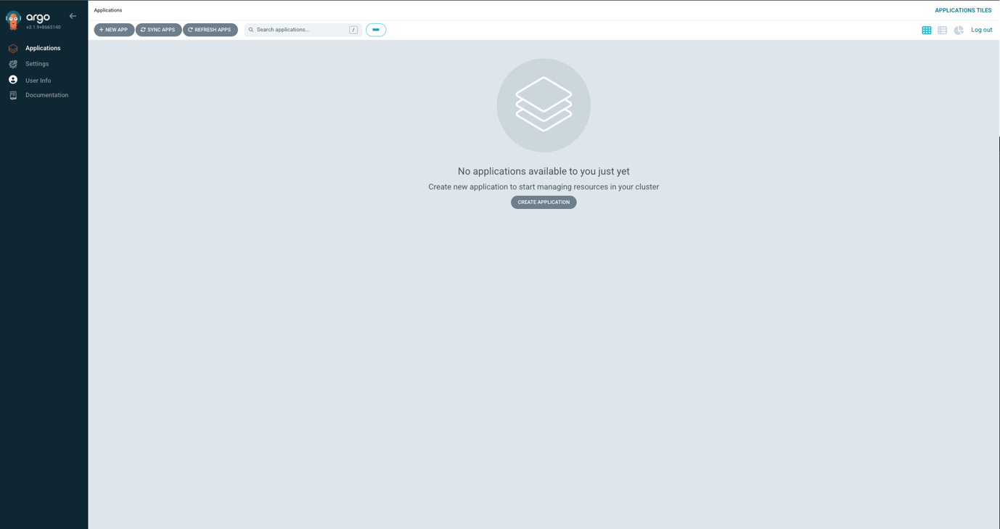 argo
v3.1.9+8665140
Applications
Settings
User Info
Documentation
Applications
APPLICATIONS TILES
NEW APP
SYNC APPS
REFRESH APPS
Search applications...
/
Log out
No applications available to you just yet
Create new application to start managing resources in your cluster
CREATE APPLICATION